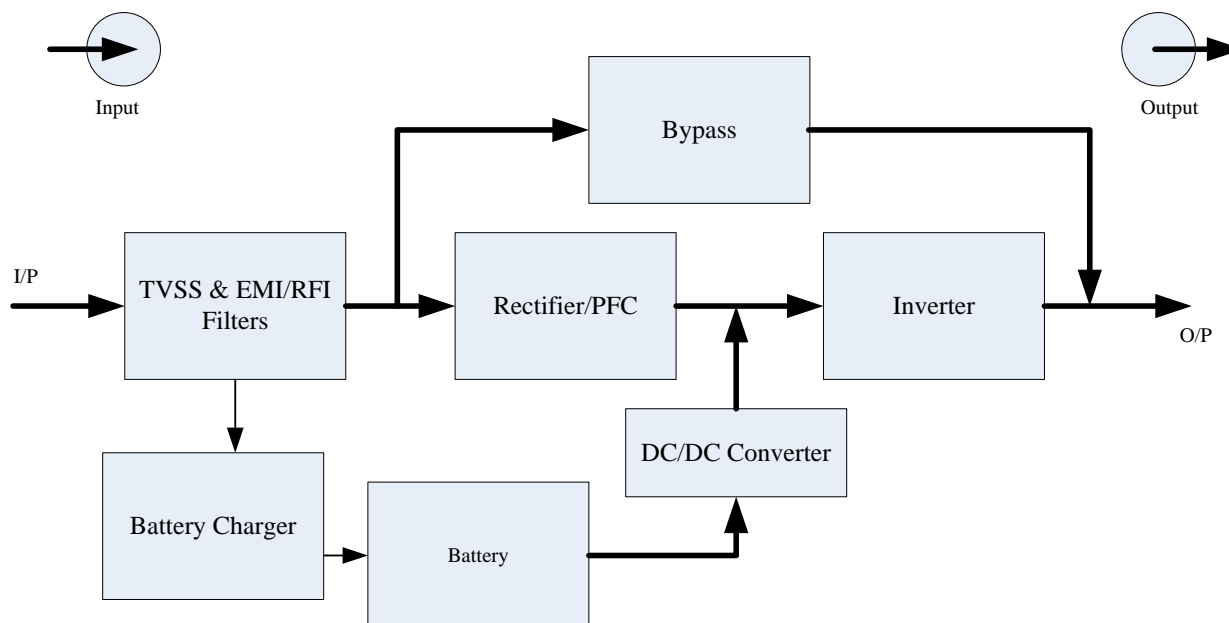 Input
Output
Bypass
I/P
TVSS & EMI/RFI
Filters
Rectifier/PFC
Inverter
O/P
DC/DC Converter
Battery Charger
Battery